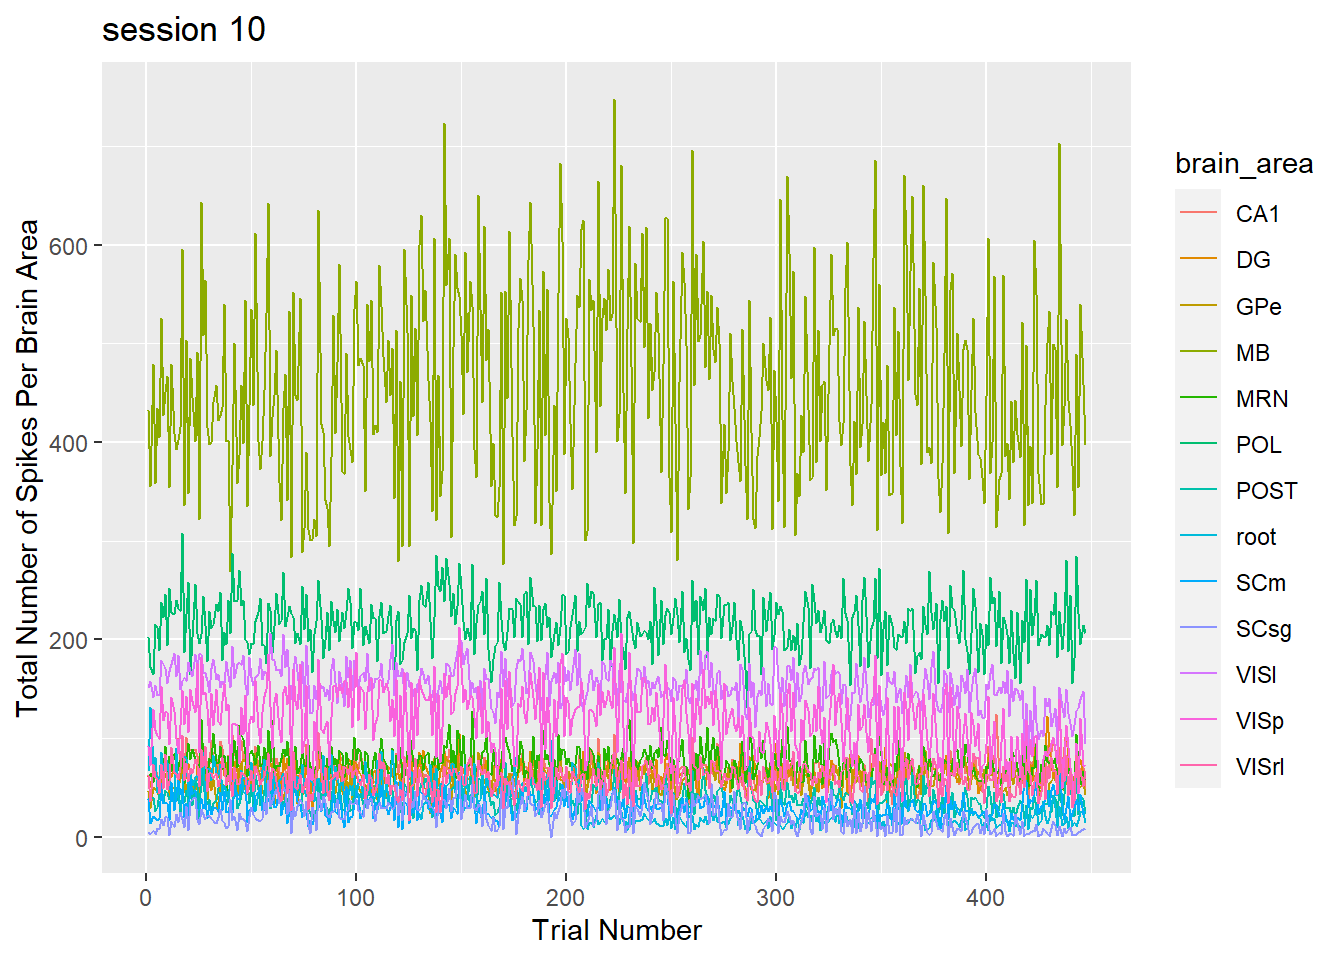 session 10
Total Number of Spikes Per Brain Area
600
400
200
0
0 100 200 300 400
Trial Number
brain_area
CA1
DG
GPe
MB
MRN
POL
POST
root
SCm
SCsg
VISl
VISp
VISrl